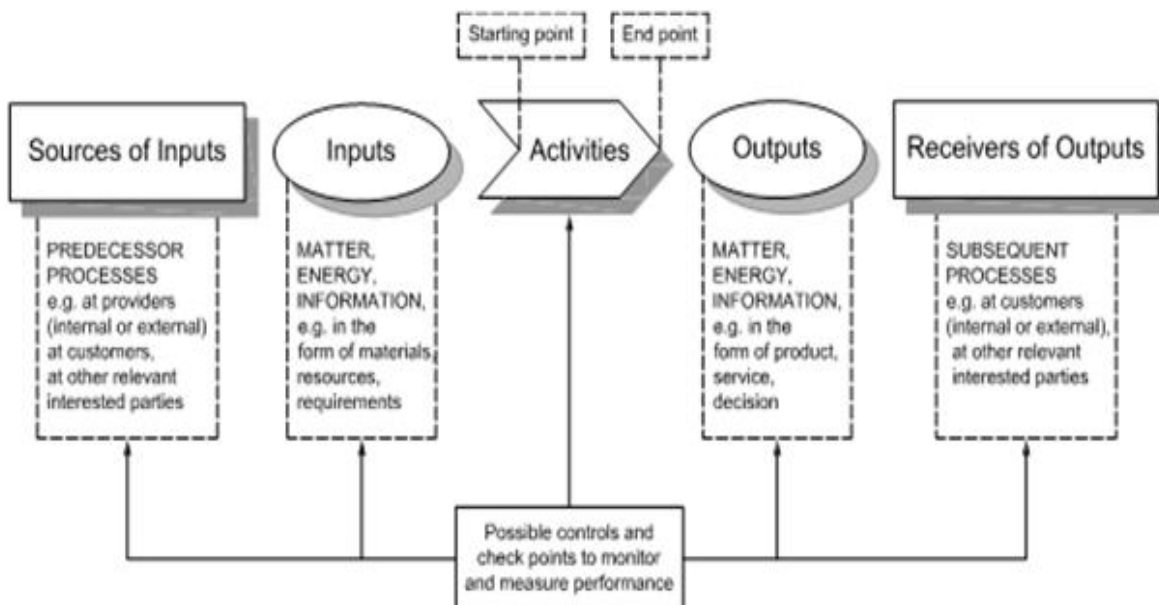 Starting point
End point
Sources of Inputs
Inputs
Activities
Outputs
Receivers of Outputs
PREDECESSOR
PROCESSES
e.g. at providers
(internal or external)
at customers,
at other relevant
interested parties
MATTER,
ENERGY,
INFORMATION,
e.g. in the
form of materials,
resources,
requirements
MATTER,
ENERGY,
INFORMATION,
e.g. in the
form of product,
service,
decision
SUBSEQUENT
PROCESSES
e.g. at customers
(internal or external),
at other relevant
interested parties
Possible controls and
check points to monitor
and measure performance